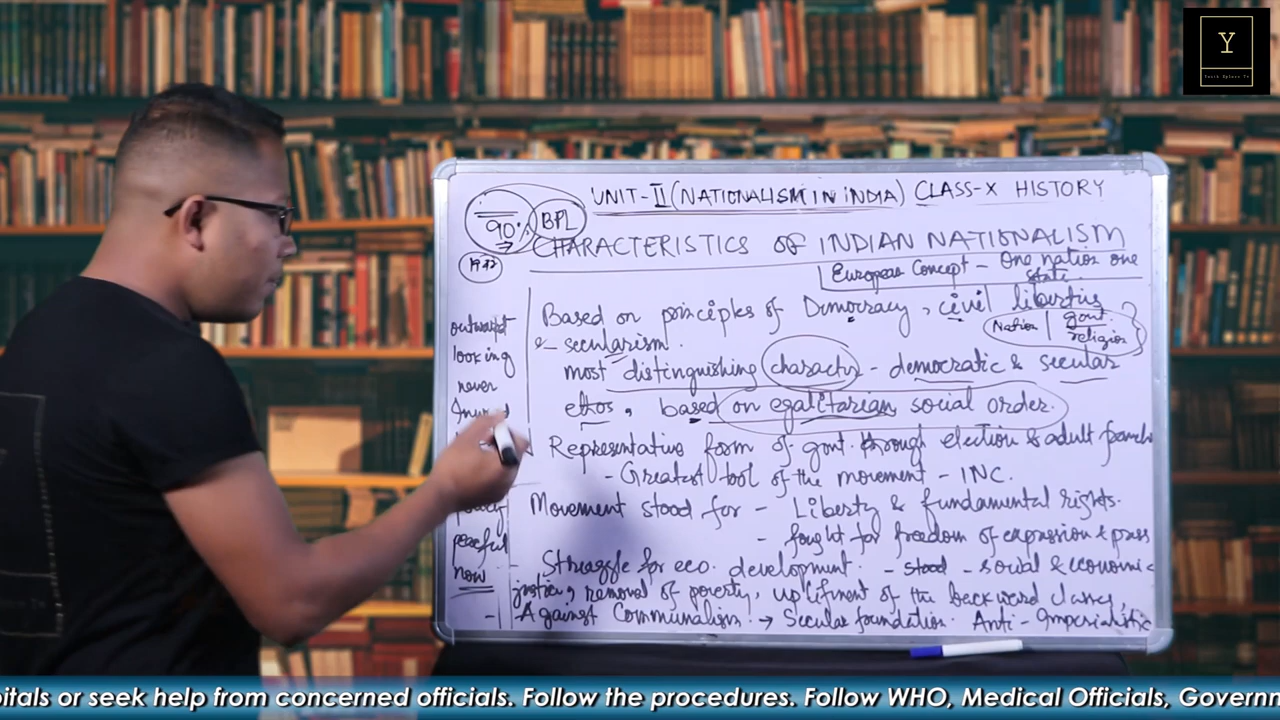 Y
UNIT-II (NATIONALISM IN INDIA) CLASS-X HISTORY
90%
BPL
CHARACTERISTICS OF INDIAN NATIONALISM
European Concept - One nation one
state.
Based on principles of Democracy, civil liberties
& secularism.
Nation | govt.
religion
most distinguishing character - democratic & secular
ethos, based on egalitarian social order.
Representative form of govt. through election & adult
- Greatest tool of the movement - INC.
Movement stood for - Liberty & fundamental rights.
- fought for freedom of expression & press
- Struggle for eco. development. - stood - social & economic
justice, removal of poverty, upliftment of the backward classes,
- Against Communalism → Secular foundation. Anti-imperialistic
outward
looking
never
policy
peaceful
now
pitals or seek help from concerned officials. Follow the procedures. Follow WHO, Medical Officials, Governm